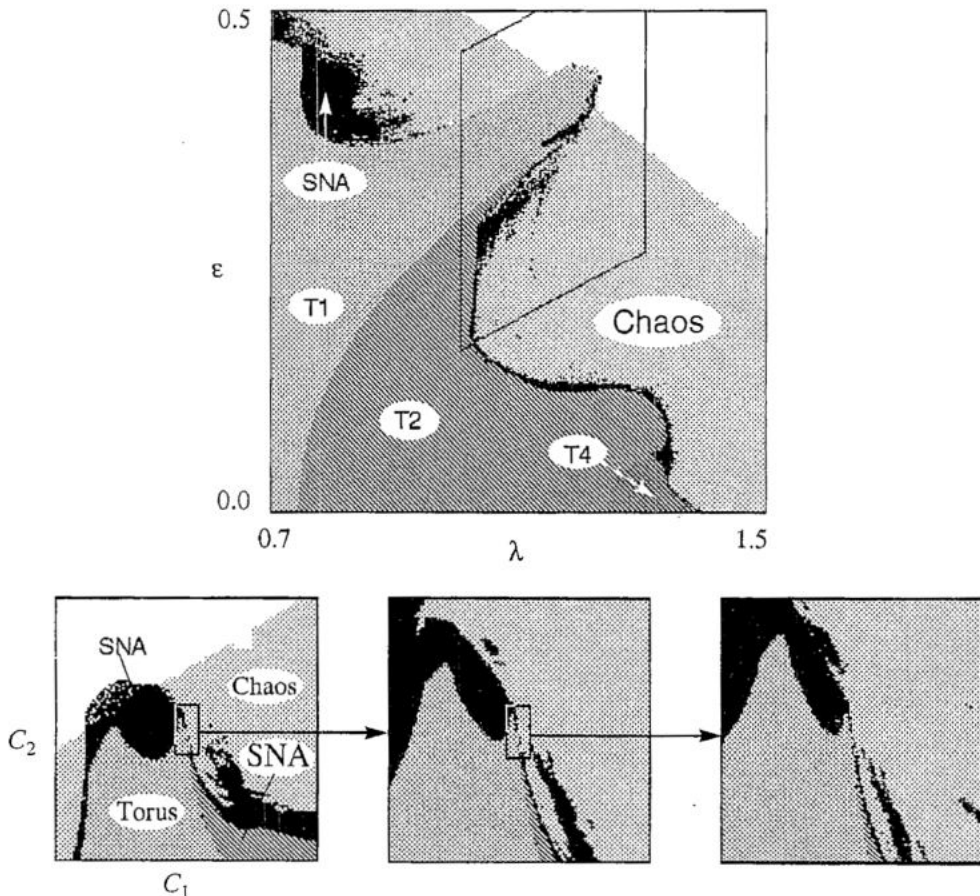 0.5
SNA
ε
T1
Chaos
T2
T4
0.0
0.7
λ
1.5
SNA
Chaos
C₂
SNA
Torus
C₁